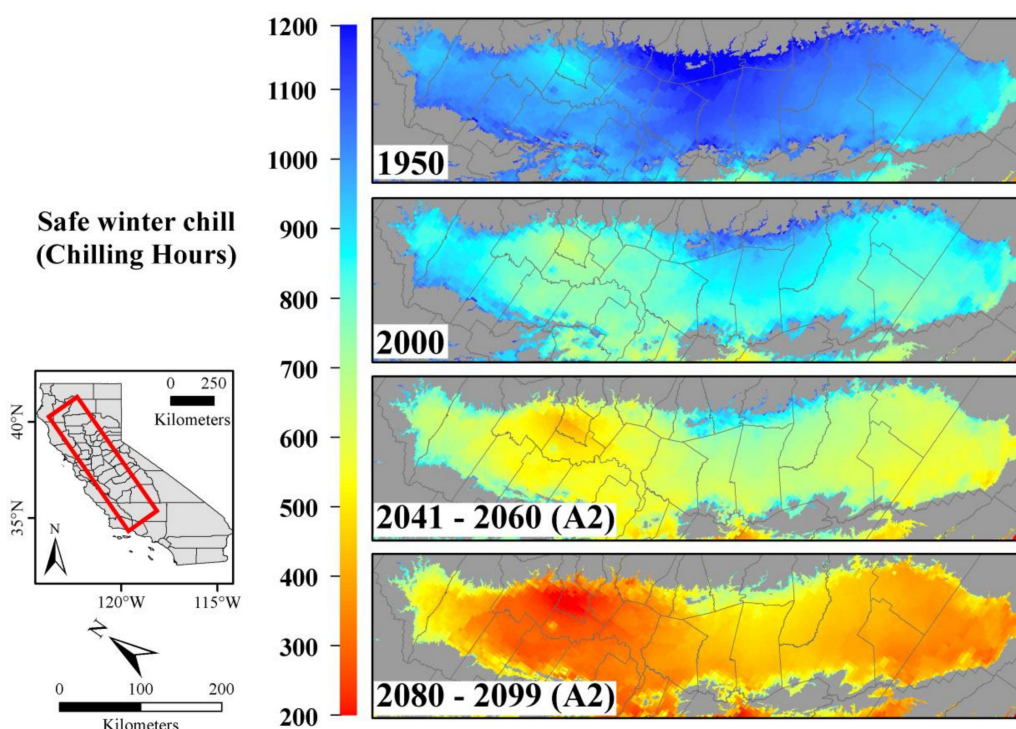 Safe winter chill
(Chilling Hours)
1200
1100
1000
900
800
700
600
500
400
300
200
1950
2000
2041 - 2060 (A2)
2080 - 2099 (A2)
0 250
Kilometers
40°N
35°N
N
120°W 115°W
N
0 100 200
Kilometers